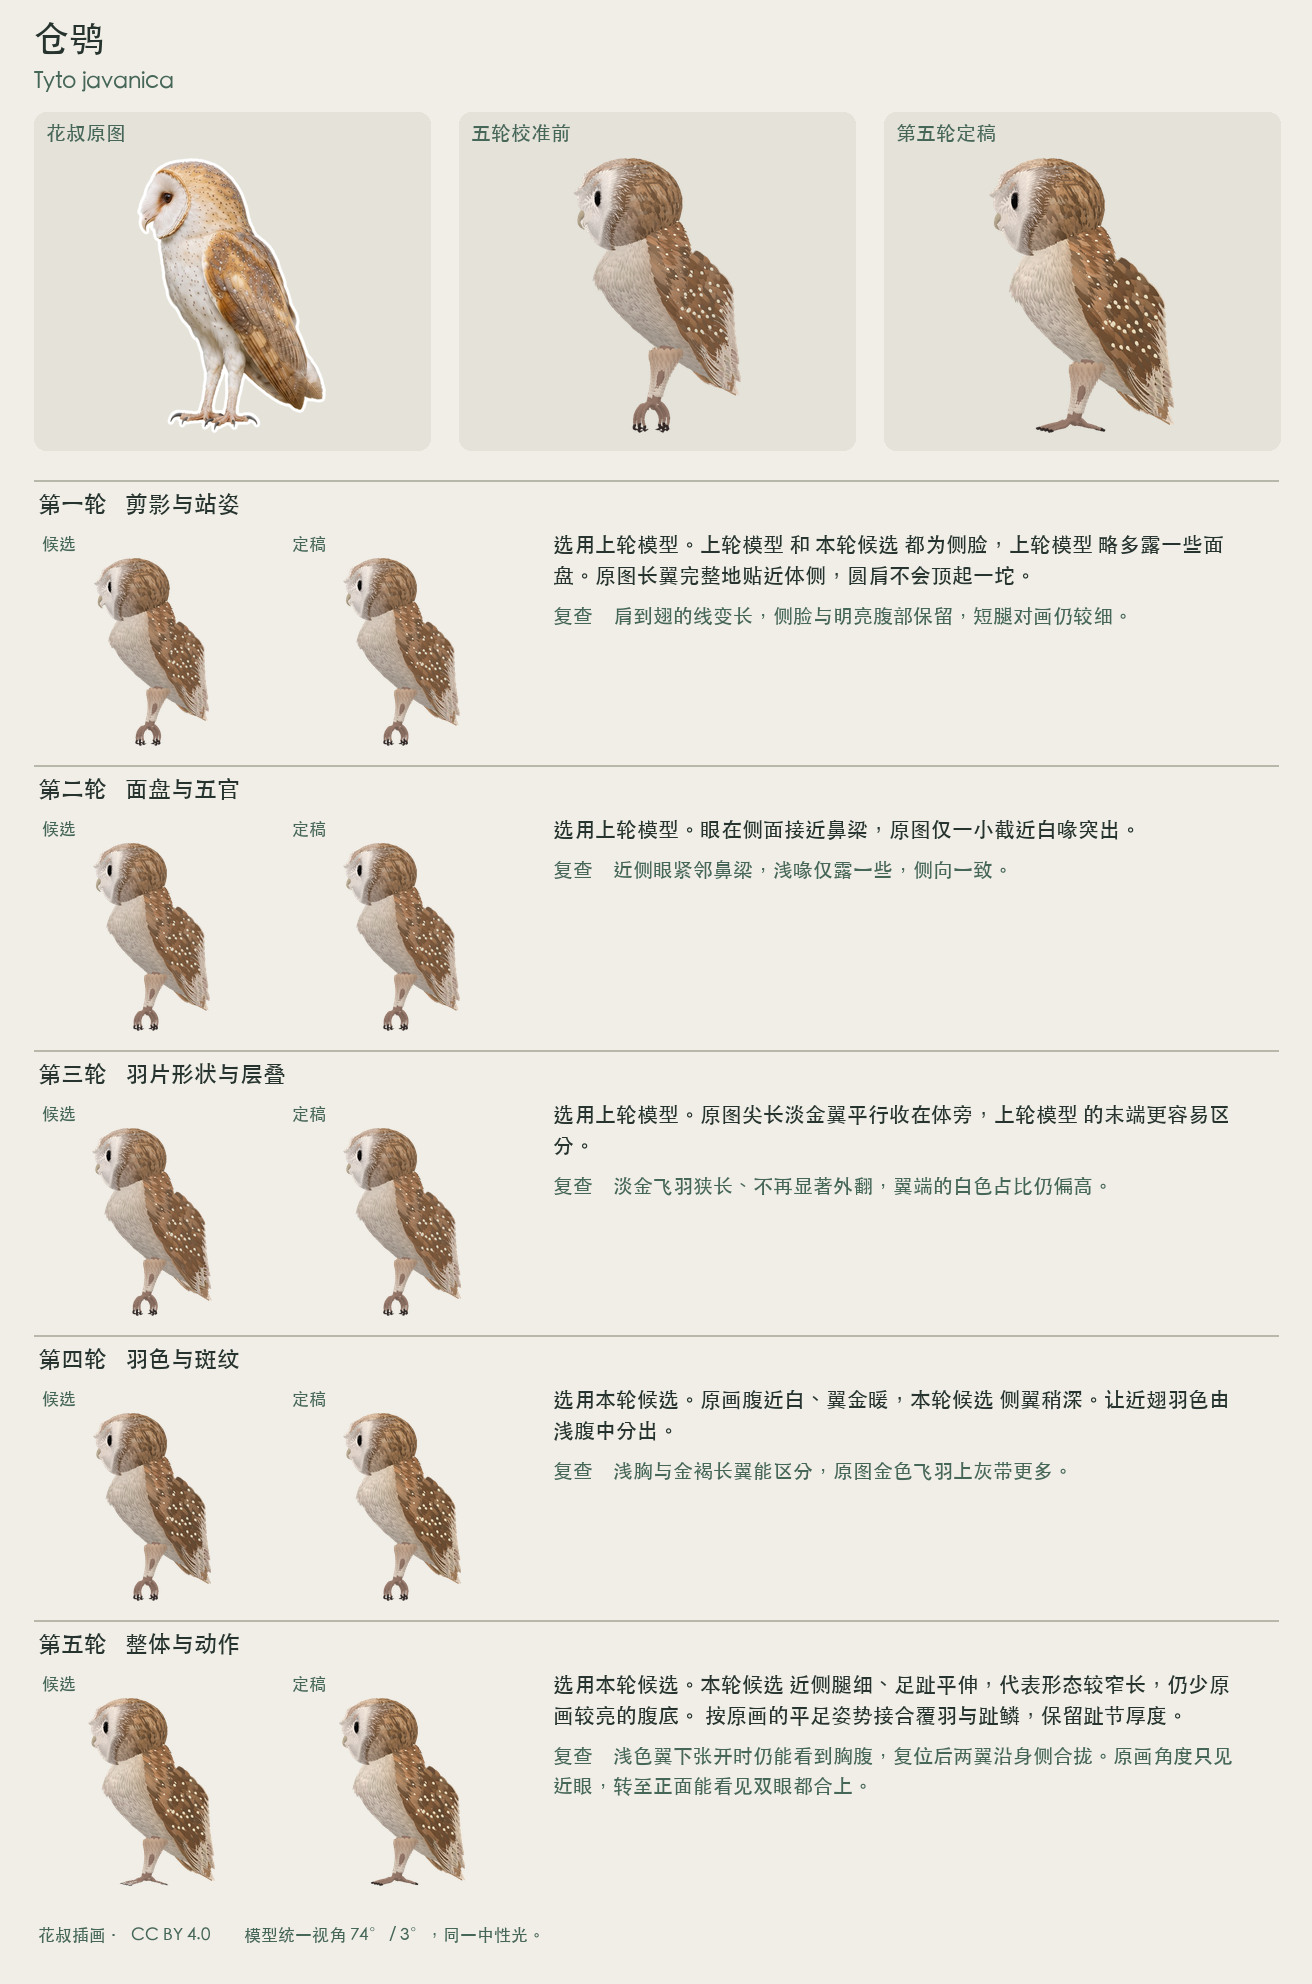 仓鸮
Tyto javanica
花叔原图
五轮校准前
第五轮定稿
第一轮 剪影与站姿
候选
定稿
选用上轮模型。上轮模型 和 本轮候选 都为侧脸，上轮模型 略多露一些面
盘。原图长翼完整地贴近体侧，圆肩不会顶起一坨。
复查 肩到翅的线变长，侧脸与明亮腹部保留，短腿对画仍较细。
第二轮 面盘与五官
候选
定稿
选用上轮模型。眼在侧面接近鼻梁，原图仅一小截近白喙突出。
复查 近侧眼紧邻鼻梁，浅喙仅露一些，侧向一致。
第三轮 羽片形状与层叠
候选
定稿
选用上轮模型。原图尖长淡金翼平行收在体旁，上轮模型 的末端更容易区
分。
复查 淡金飞羽狭长、不再显著外翻，翼端的白色占比仍偏高。
第四轮 羽色与斑纹
候选
定稿
选用本轮候选。原画腹近白、翼金暖，本轮候选 侧翼稍深。让近翅羽色由
浅腹中分出。
复查 浅胸与金褐长翼能区分，原图金色飞羽上灰带更多。
第五轮 整体与动作
候选
定稿
选用本轮候选。本轮候选 近侧腿细、足趾平伸，代表形态较窄长，仍少原
画较亮的腹底。 按原画的平足姿势接合覆羽与趾鳞，保留趾节厚度。
复查 浅色翼下张开时仍能看到胸腹，复位后两翼沿身侧合拢。原画角度只见
近眼，转至正面能看见双眼都合上。
花叔插画 · CC BY 4.0 模型统一视角 74° / 3° ，同一中性光。